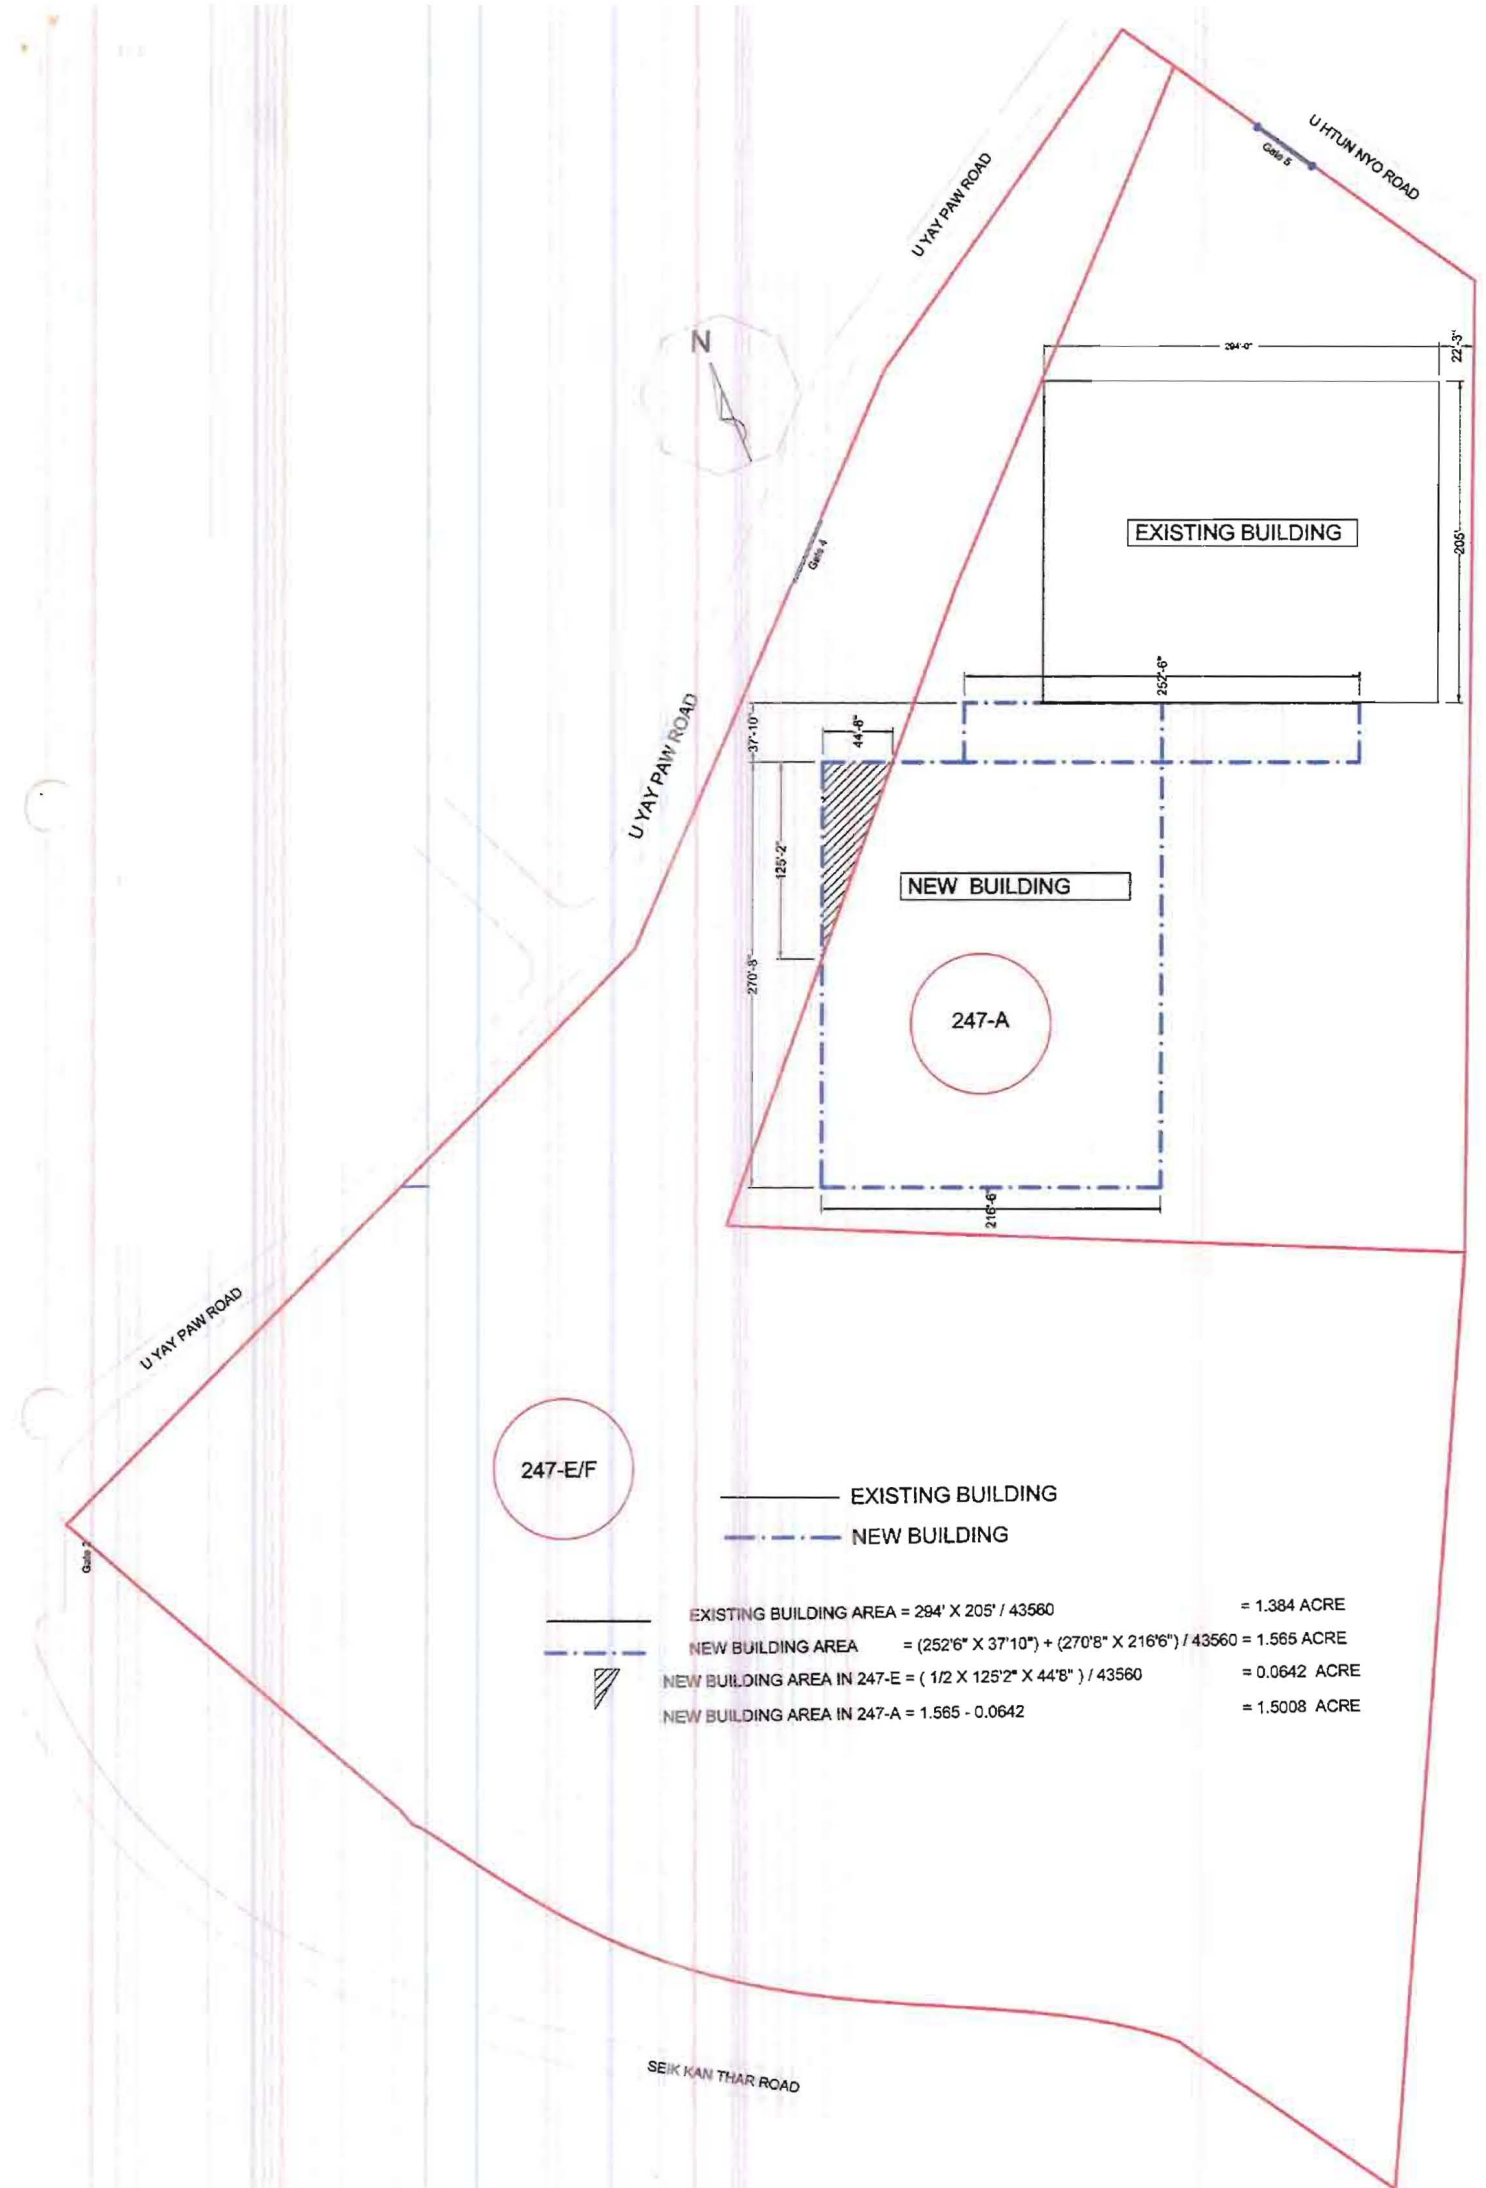 U HTUN NYO ROAD
Gate 5
U YAY PAW ROAD
N
294'-0"
22'-3"
EXISTING BUILDING
205'
Gate 4
252'-6"
U YAY PAW ROAD
37'-10"
44'-8"
125'-2"
NEW BUILDING
270'-8"
247-A
216'-6"
U YAY PAW ROAD
247-E/F
EXISTING BUILDING
NEW BUILDING
Gate 2
EXISTING BUILDING AREA = 294' X 205' / 43560 = 1.384 ACRE
NEW BUILDING AREA = (252'6" X 37'10") + (270'8" X 216'6") / 43560 = 1.565 ACRE
NEW BUILDING AREA IN 247-E = ( 1/2 X 125'2" X 44'8" ) / 43560 = 0.0642 ACRE
NEW BUILDING AREA IN 247-A = 1.565 - 0.0642 = 1.5008 ACRE
SEIK KAN THAR ROAD